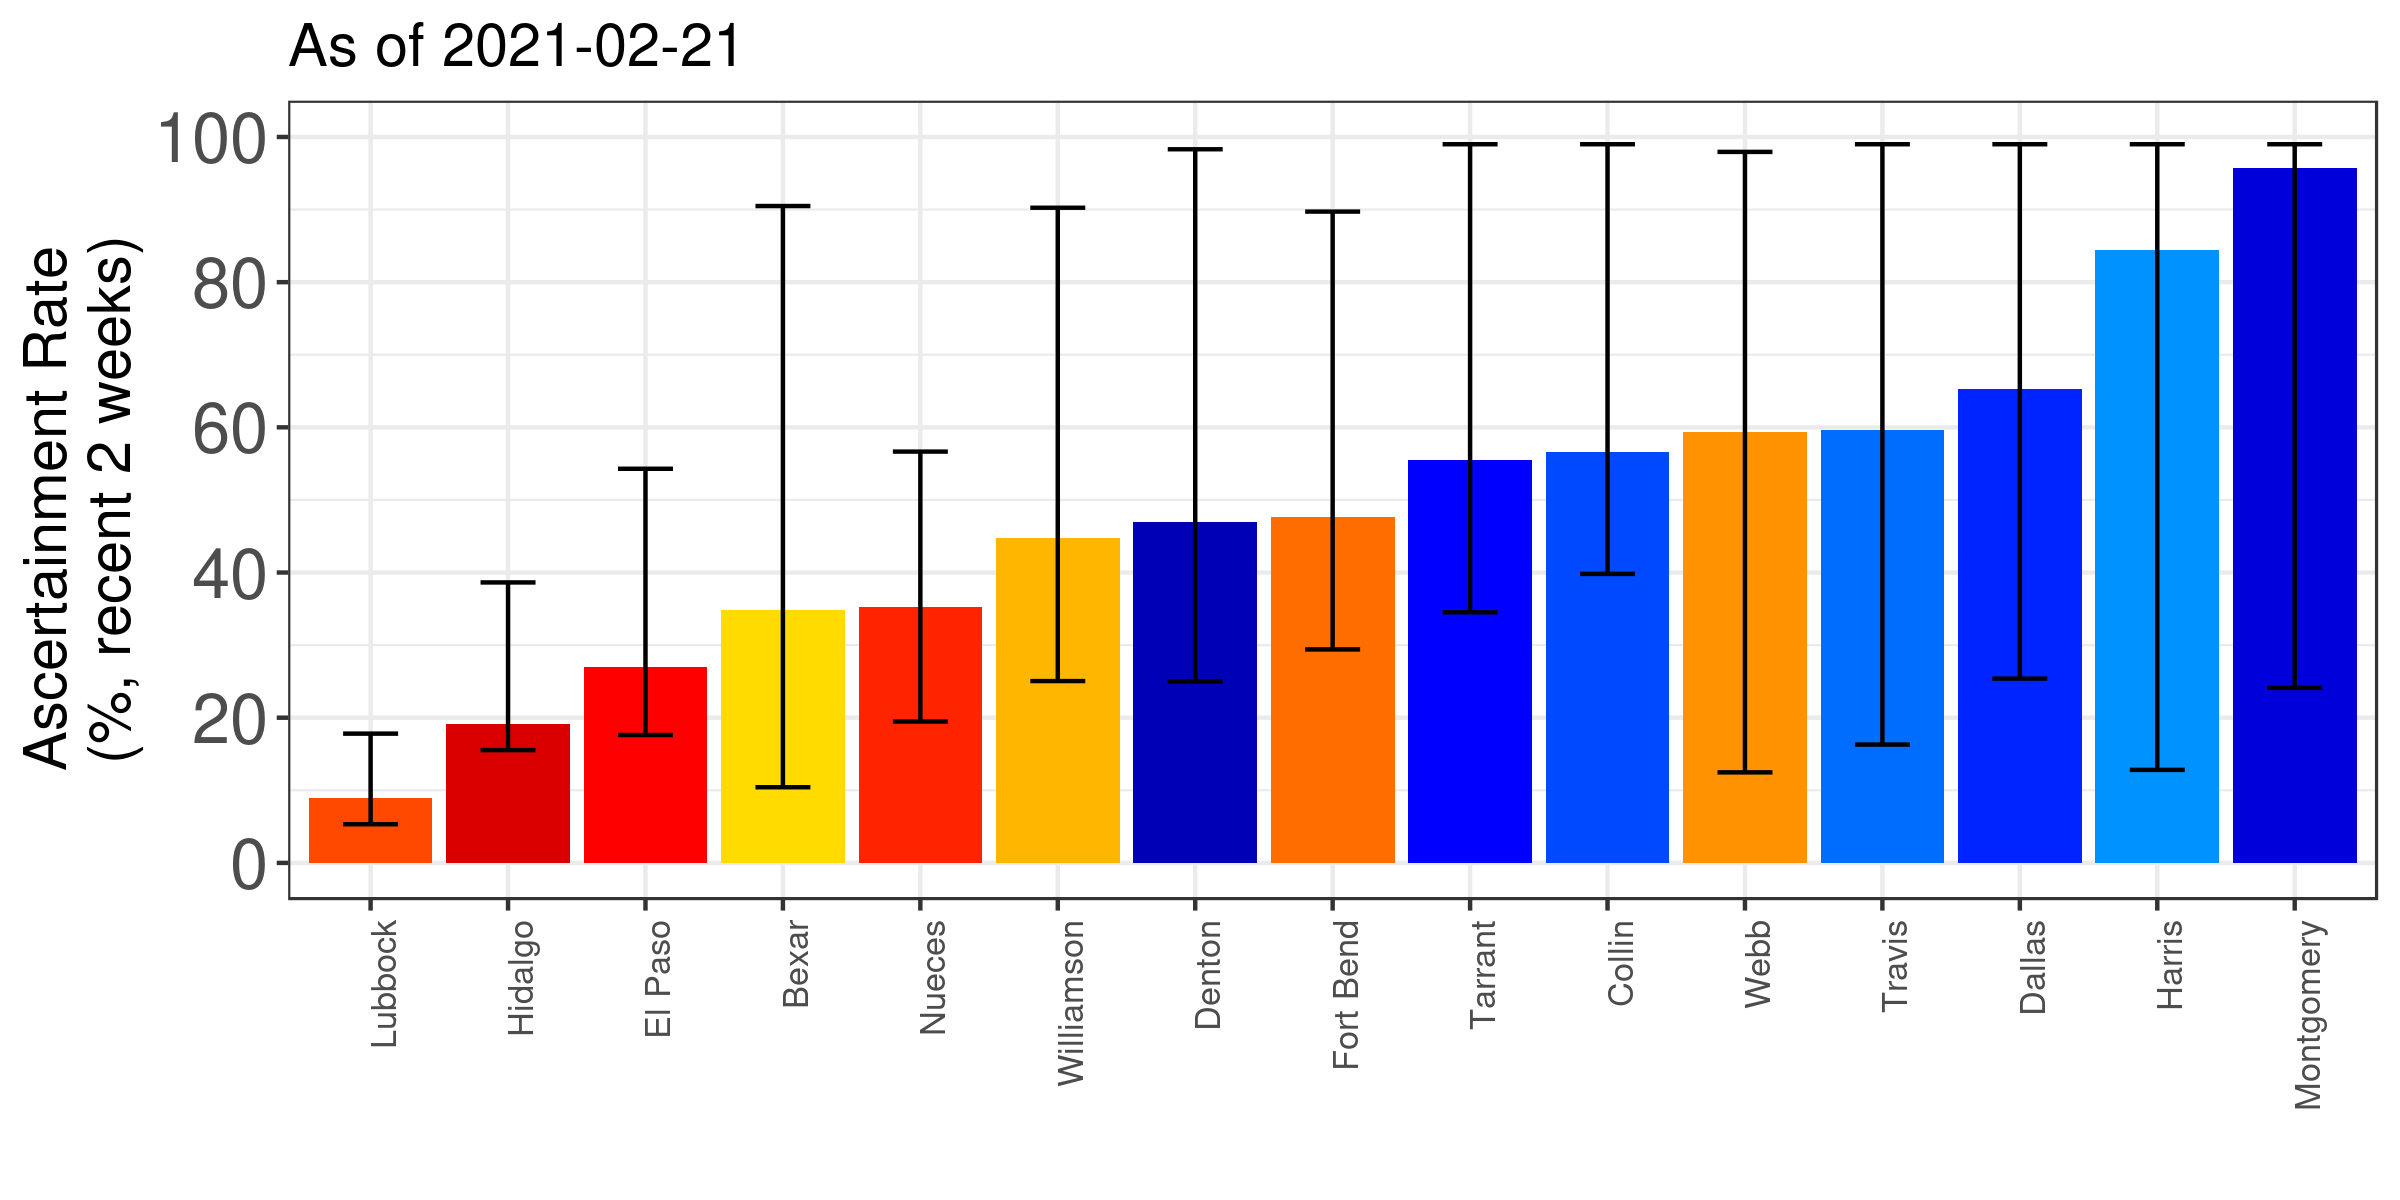 As of 2021-02-21
Ascertainment Rate
(%, recent 2 weeks)
100
80
60
40
20
0
Lubbock
Hidalgo
El Paso
Bexar
Nueces
Williamson
Denton
Fort Bend
Tarrant
Collin
Webb
Travis
Dallas
Harris
Montgomery